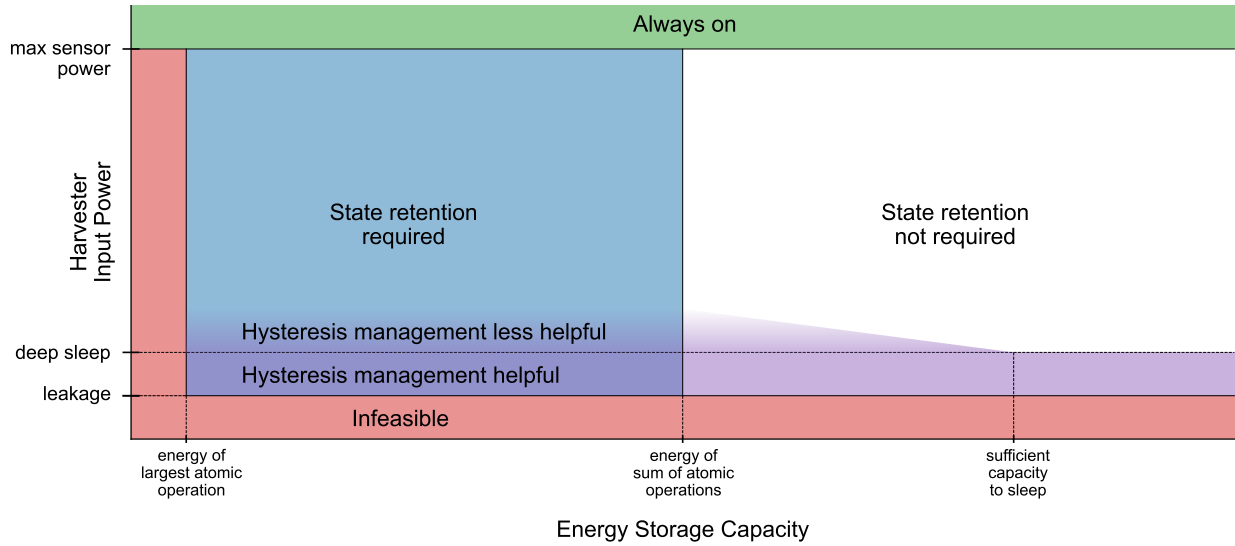 Always on
max sensor
power
Harvester
Input Power
State retention
required
State retention
not required
Hysteresis management less helpful
deep sleep
Hysteresis management helpful
leakage
Infeasible
energy of
largest atomic
operation
energy of
sum of atomic
operations
sufficient
capacity
to sleep
Energy Storage Capacity